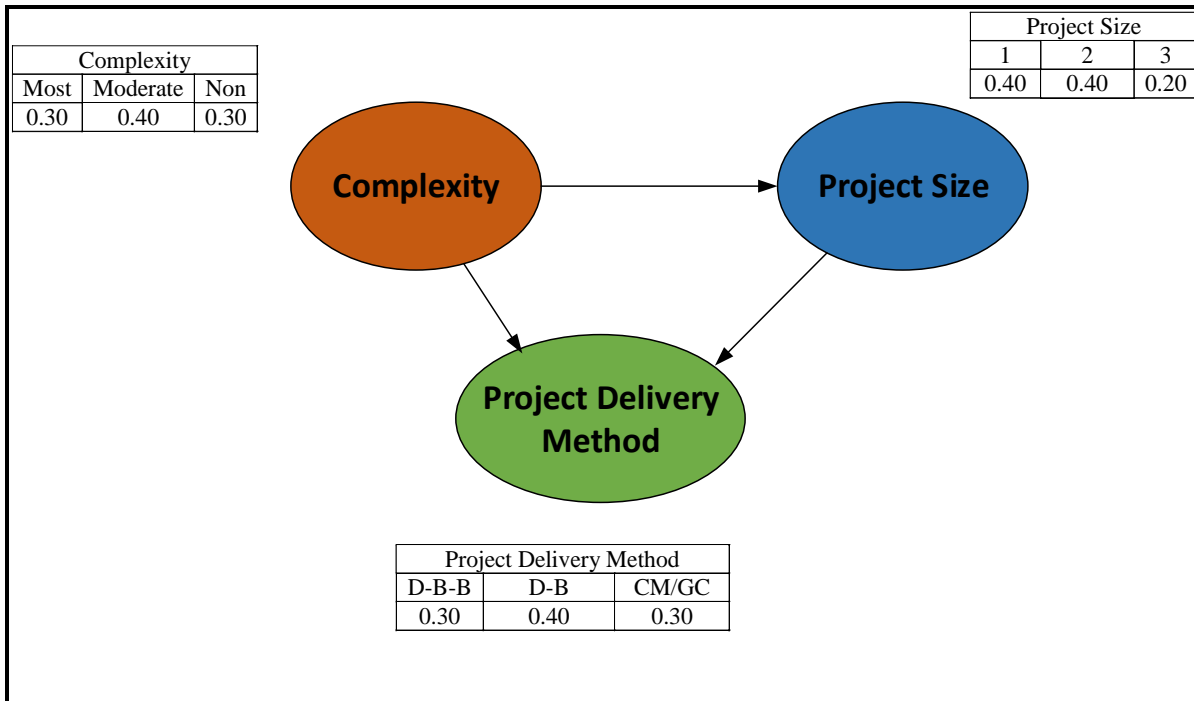 Complexity
Most Moderate Non
0.30 0.40 0.30
Project Size
1 2 3
0.40 0.40 0.20
Complexity
Project Size
Project Delivery
Method
Project Delivery Method
D-B-B D-B CM/GC
0.30 0.40 0.30